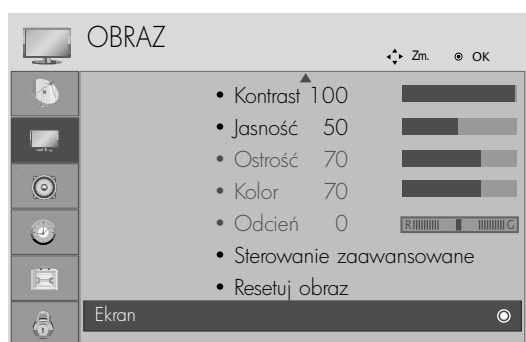 OBRAZ
Zm. OK
• Kontrast 100
• Jasność 50
• Ostrość 70
• Kolor 70
• Odcień 0 R G
• Sterowanie zaawansowane
• Resetuj obraz
Ekran